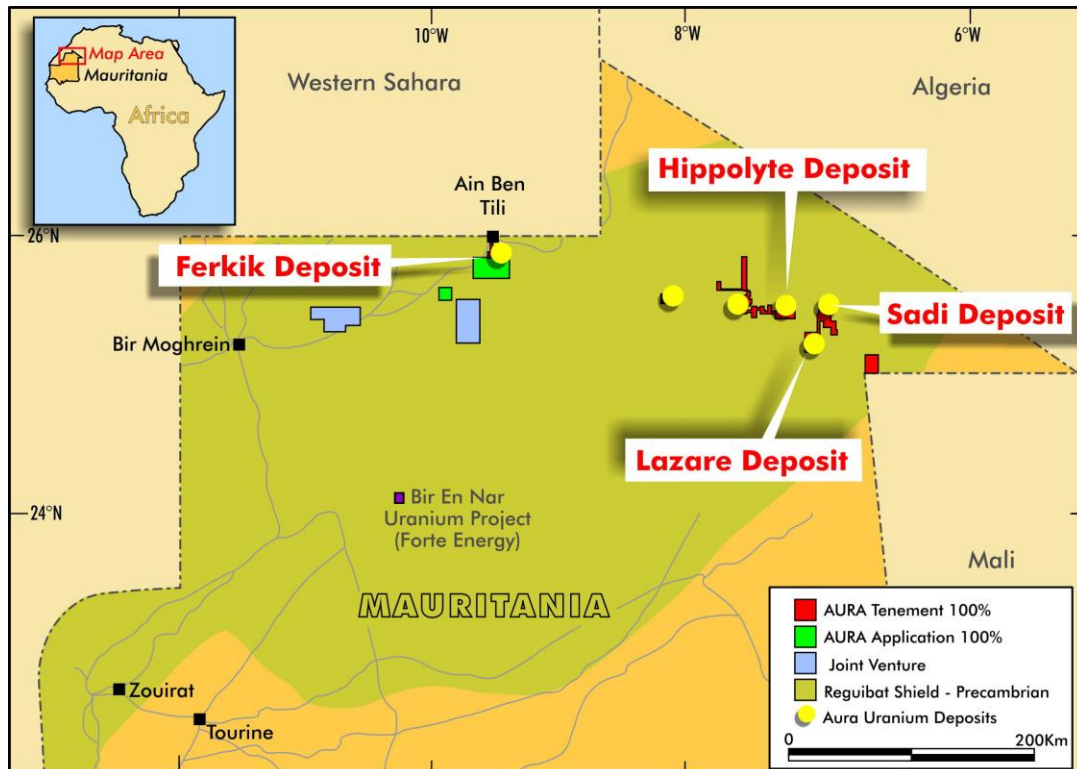 Map Area
Mauritania
Africa
10°W
8°W
6°W
Western Sahara
Algeria
Hippolyte Deposit
Ain Ben
Tili
26°N
Ferkik Deposit
Sadi Deposit
Bir Moghrein
Lazare Deposit
24°N
Bir En Nar
Uranium Project
(Forte Energy)
Mali
MAURITANIA
AURA Tenement 100%
AURA Application 100%
Joint Venture
Reguibat Shield - Precambrian
Aura Uranium Deposits
0
200Km
Zouirat
Tourine